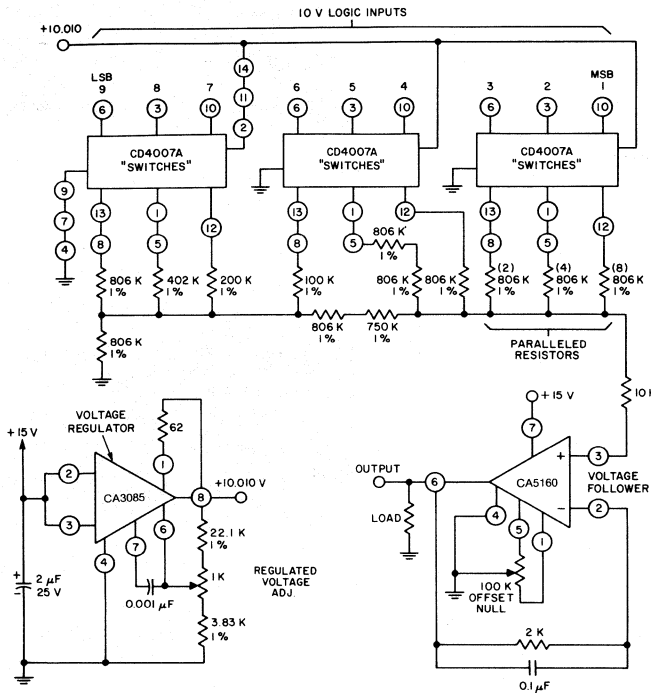 10 V LOGIC INPUTS
+10.010
LSB
9 8 7
14
11
2
6 3 10
6 5 4
6 3 10
MSB
3 2 1
6 3 10
CD4007A
"SWITCHES"
CD4007A
"SWITCHES"
CD4007A
"SWITCHES"
9
7
4
13 1 12
8 5
13 1 12
8 5
13 1 12
8 5
806 K
1%
806 K
1%
402 K
1%
200 K
1%
100 K
1%
806 K
1%
806 K
1%
(2)
806 K
1%
(4)
806 K
1%
(8)
806 K
1%
806 K
1%
806 K
1%
750 K
1%
PARALLELED
RESISTORS
10 K
VOLTAGE
REGULATOR
62
+15 V
1
2
3
CA3085
8
+10.010 V
4
7
6
22.1 K
1%
1K
3.83 K
1%
0.001 µF
+
-
2 µF
25 V
REGULATED
VOLTAGE
ADJ.
+15 V
7
OUTPUT
6
CA5160
+
-
3
2
VOLTAGE
FOLLOWER
LOAD
4
5
1
100 K
OFFSET
NULL
2 K
0.1 µF